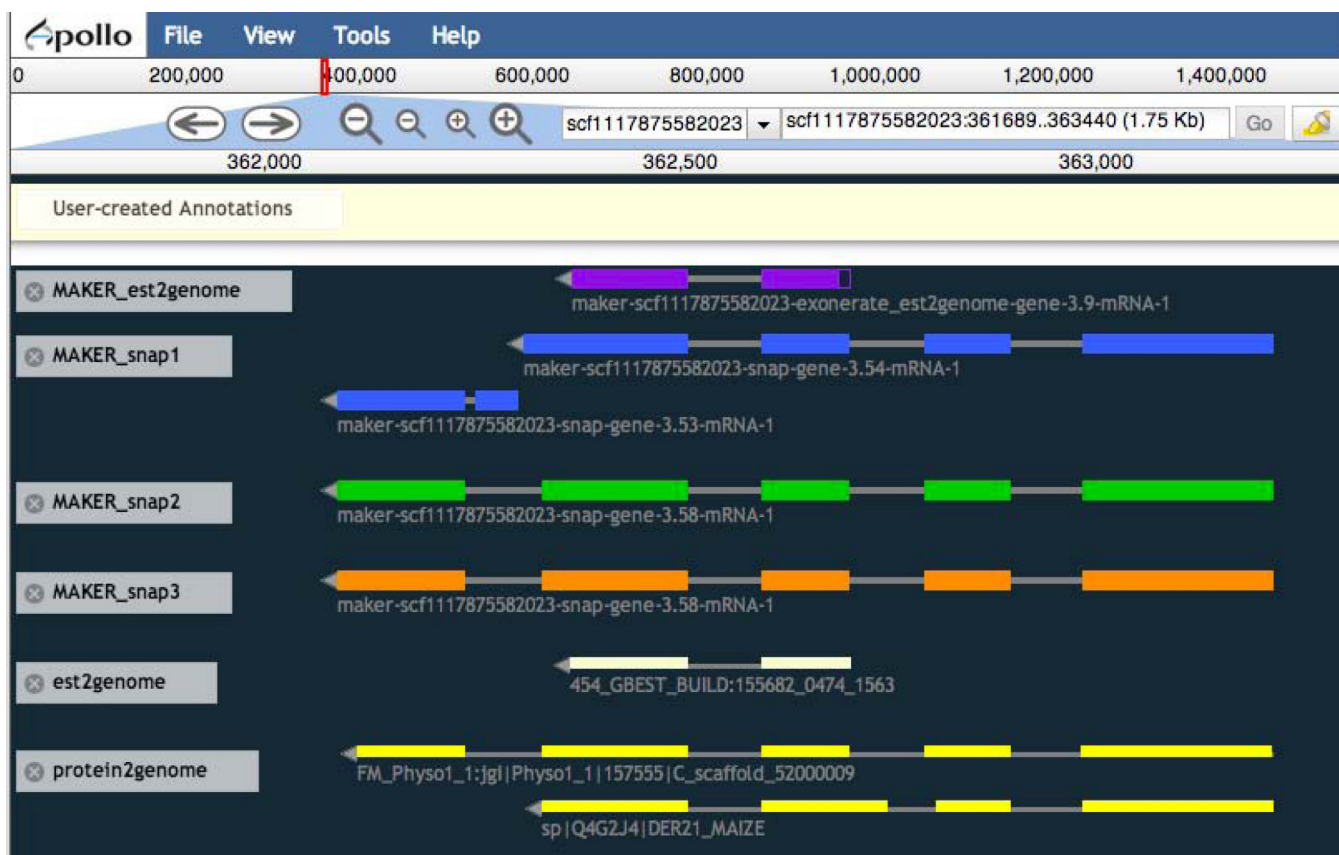 Apollo File View Tools Help
0 200,000 400,000 600,000 800,000 1,000,000 1,200,000 1,400,000
scf1117875582023 scf1117875582023:361689..363440 (1.75 Kb) Go
362,000 362,500 363,000
User-created Annotations
MAKER_est2genome
maker-scf1117875582023-exonerate_est2genome-gene-3.9-mRNA-1
MAKER_snap1
maker-scf1117875582023-snap-gene-3.54-mRNA-1
maker-scf1117875582023-snap-gene-3.53-mRNA-1
MAKER_snap2
maker-scf1117875582023-snap-gene-3.58-mRNA-1
MAKER_snap3
maker-scf1117875582023-snap-gene-3.58-mRNA-1
est2genome
454_GBEST_BUILD:155682_0474_1563
protein2genome
FM_Physo1_1:jgi|Physo1_1|157555|C_scaffold_52000009
sp|Q4G2J4|DER21_MAIZE